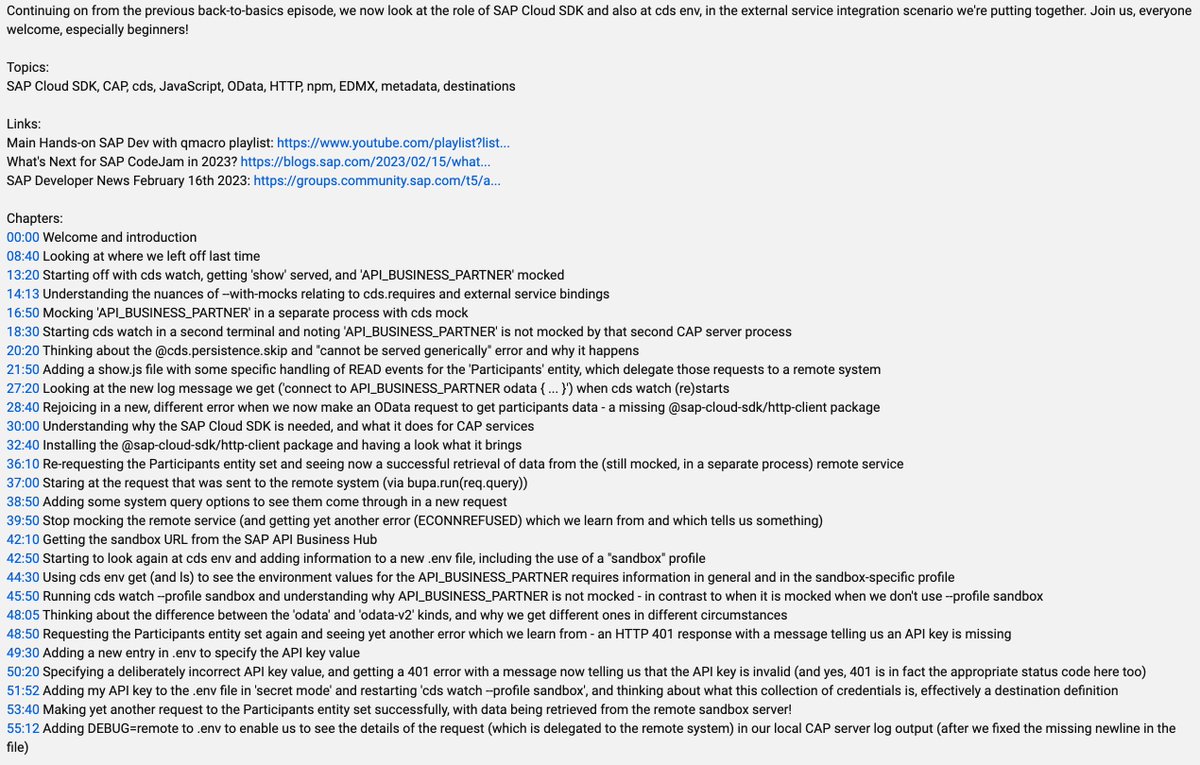 Continuing on from the previous back-to-basics episode, we now look at the role of SAP Cloud SDK and also at cds env, in the external service integration scenario we're putting together. Join us, everyone
welcome, especially beginners!
Topics:
SAP Cloud SDK, CAP, cds, JavaScript, OData, HTTP, npm, EDMX, metadata, destinations
Links:
Main Hands-on SAP Dev with qmacro playlist: https://www.youtube.com/playlist?list...
What's Next for SAP CodeJam in 2023? https://blogs.sap.com/2023/02/15/what...
SAP Developer News February 16th 2023: https://groups.community.sap.com/t5/a...
Chapters:
00:00 Welcome and introduction
08:40 Looking at where we left off last time
13:20 Starting off with cds watch, getting 'show' served, and 'API_BUSINESS_PARTNER' mocked
14:13 Understanding the nuances of --with-mocks relating to cds.requires and external service bindings
16:50 Mocking 'API_BUSINESS_PARTNER' in a separate process with cds mock
18:30 Starting cds watch in a second terminal and noting 'API_BUSINESS_PARTNER' is not mocked by that second CAP server process
20:20 Thinking about the @cds.persistence.skip and "cannot be served generically" error and why it happens
21:50 Adding a show.js file with some specific handling of READ events for the 'Participants' entity, which delegate those requests to a remote system
27:20 Looking at the new log message we get ('connect to API_BUSINESS_PARTNER odata { ... }') when cds watch (re)starts
28:40 Rejoicing in a new, different error when we now make an OData request to get participants data - a missing @sap-cloud-sdk/http-client package
30:00 Understanding why the SAP Cloud SDK is needed, and what it does for CAP services
32:40 Installing the @sap-cloud-sdk/http-client package and having a look what it brings
36:10 Re-requesting the Participants entity set and seeing now a successful retrieval of data from the (still mocked, in a separate process) remote service
37:00 Staring at the request that was sent to the remote system (via bupa.run(req.query))
38:50 Adding some system query options to see them come through in a new request
39:50 Stop mocking the remote service (and getting yet another error (ECONNREFUSED) which we learn from and which tells us something)
42:10 Getting the sandbox URL from the SAP API Business Hub
42:50 Starting to look again at cds env and adding information to a new .env file, including the use of a "sandbox" profile
44:30 Using cds env get (and ls) to see the environment values for the API_BUSINESS_PARTNER requires information in general and in the sandbox-specific profile
45:50 Running cds watch --profile sandbox and understanding why API_BUSINESS_PARTNER is not mocked - in contrast to when it is mocked when we don't use --profile sandbox
48:05 Thinking about the difference between the 'odata' and 'odata-v2' kinds, and why we get different ones in different circumstances
48:50 Requesting the Participants entity set again and seeing yet another error which we learn from - an HTTP 401 response with a message telling us an API key is missing
49:30 Adding a new entry in .env to specify the API key value
50:20 Specifying a deliberately incorrect API key value, and getting a 401 error with a message now telling us that the API key is invalid (and yes, 401 is in fact the appropriate status code here too)
51:52 Adding my API key to the .env file in 'secret mode' and restarting 'cds watch --profile sandbox', and thinking about what this collection of credentials is, effectively a destination definition
53:40 Making yet another request to the Participants entity set successfully, with data being retrieved from the remote sandbox server!
55:12 Adding DEBUG=remote to .env to enable us to see the details of the request (which is delegated to the remote system) in our local CAP server log output (after we fixed the missing newline in the
file)